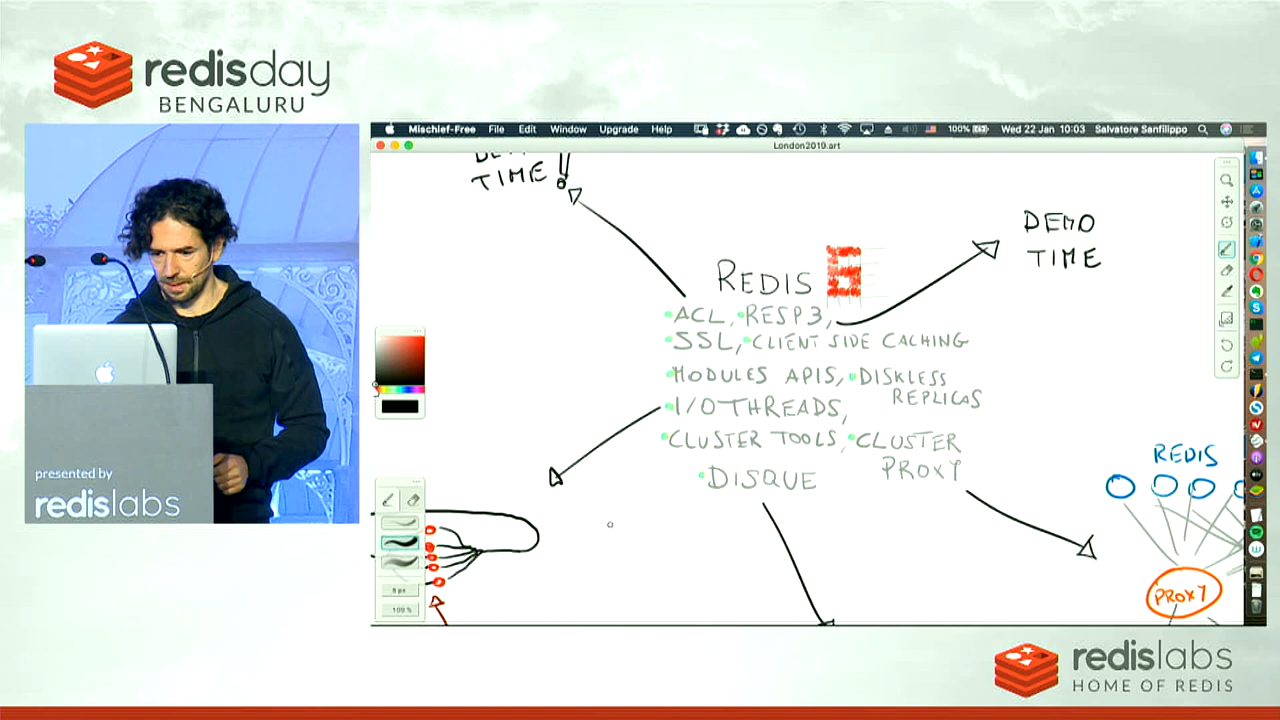 redisday
BENGALURU
Mischief-Free File Edit Window Upgrade Help 100% Wed 22 Jan 10:03 Salvatore Sanfilippo
London2019.art
TIME !!
DEMO
TIME
REDIS 6
ACL, RESP3,
SSL, CLIENT SIDE CACHING
MODULES APIS, DISKLESS
REPLICAS
I/O THREADS,
CLUSTER TOOLS, CLUSTER
PROXY
DISQUE
REDIS
PROXY
8 px
100 %
presented by
redislabs
redislabs
HOME OF REDIS